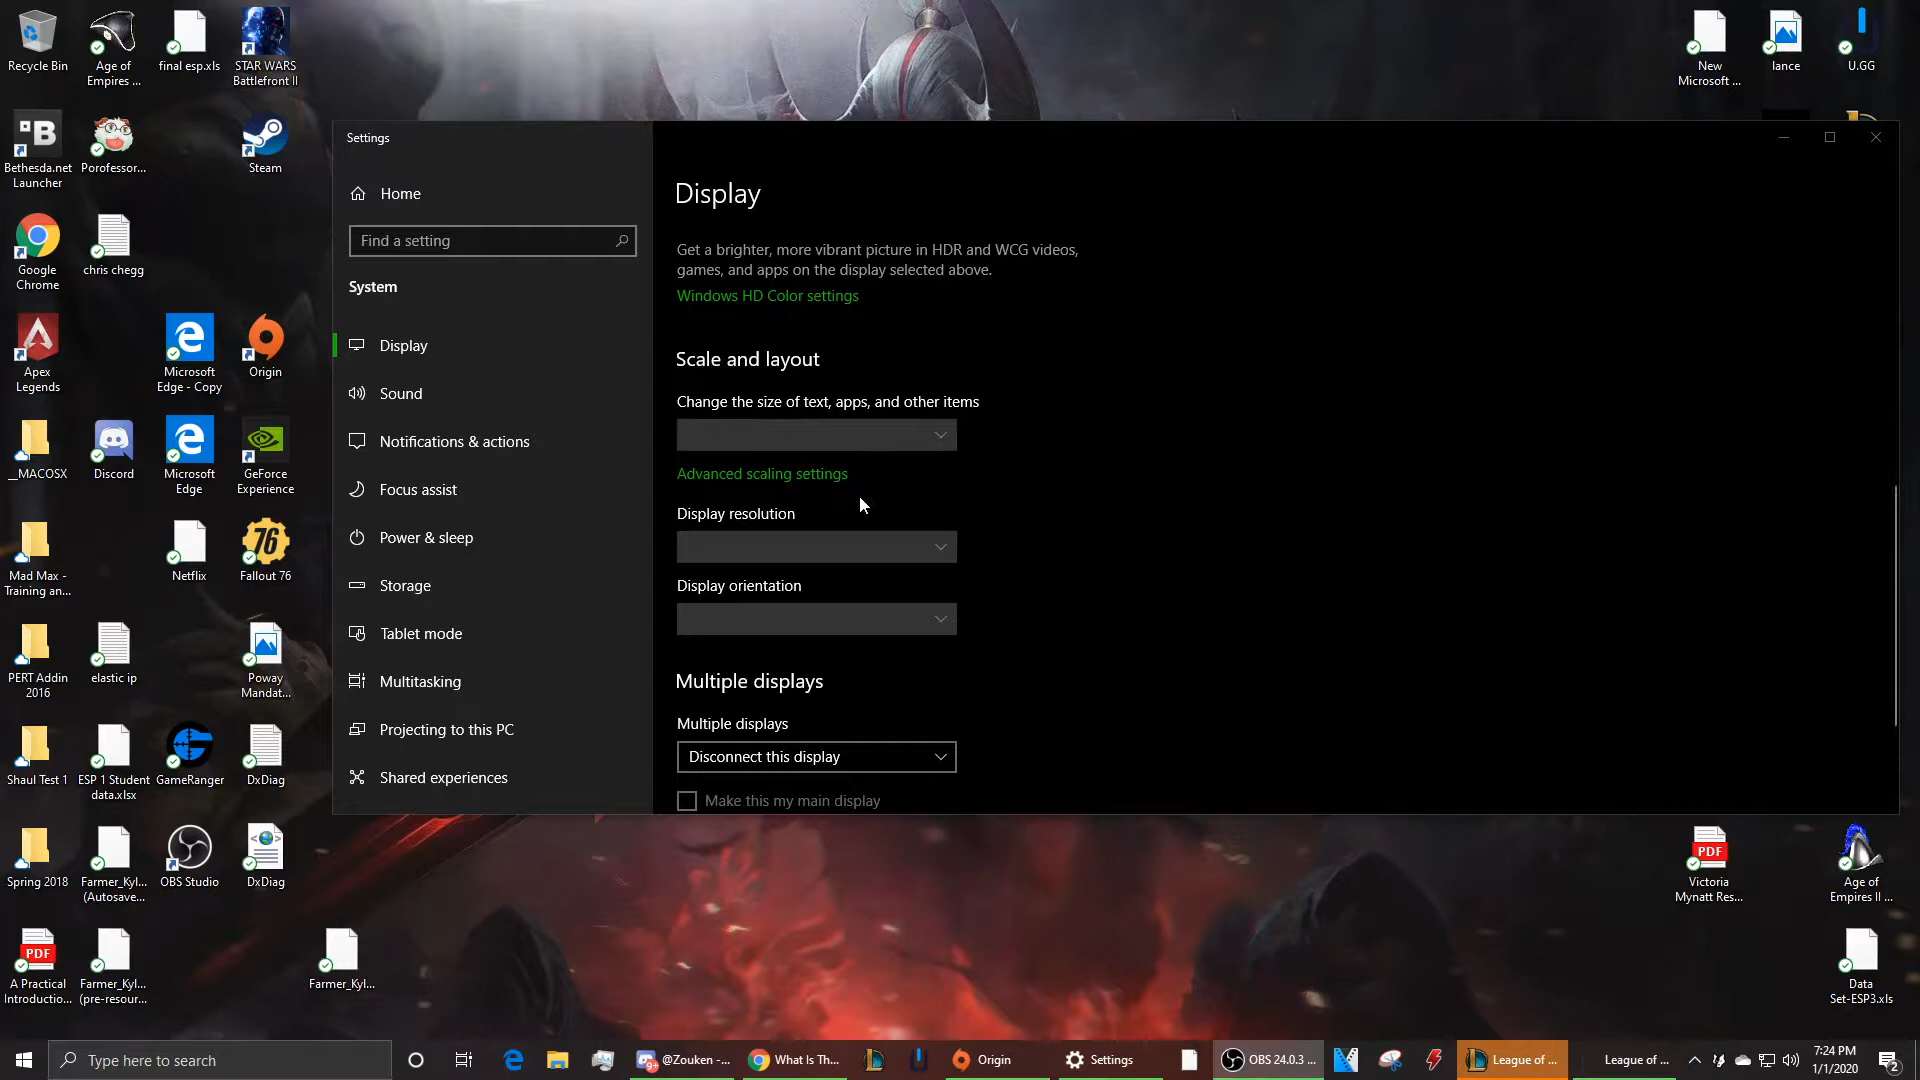 Recycle Bin
Age of
Empires ...
final esp.xls
STAR WARS
Battlefront II
New
Microsoft ...
lance
U.GG
Bethesda.net
Launcher
Porofessor...
Steam
Google
Chrome
chris chegg
Apex
Legends
Microsoft
Edge - Copy
Origin
__MACOSX
Discord
Microsoft
Edge
GeForce
Experience
Mad Max -
Training an...
Netflix
76
Fallout 76
PERT Addin
2016
elastic ip
Poway
Mandat...
Shaul Test 1
ESP 1 Student
data.xlsx
GameRanger
DxDiag
Spring 2018
Farmer_Kyl...
(Autosave...
OBS Studio
DxDiag
PDF
A Practical
Introductio...
Farmer_Kyl...
(pre-resour...
Farmer_Kyl...
PDF
Victoria
Mynatt Res...
Age of
Empires II ...
Data
Set-ESP3.xls
Settings
Home
Find a setting
System
Display
Sound
Notifications & actions
Focus assist
Power & sleep
Storage
Tablet mode
Multitasking
Projecting to this PC
Shared experiences
Display
Get a brighter, more vibrant picture in HDR and WCG videos,
games, and apps on the display selected above.
Windows HD Color settings
Scale and layout
Change the size of text, apps, and other items
Advanced scaling settings
Display resolution
Display orientation
Multiple displays
Multiple displays
Disconnect this display
Make this my main display
Type here to search
@Zouken -...
What Is Th...
Origin
Settings
OBS 24.0.3 ...
League of ...
League of ...
7:24 PM
1/1/2020
2